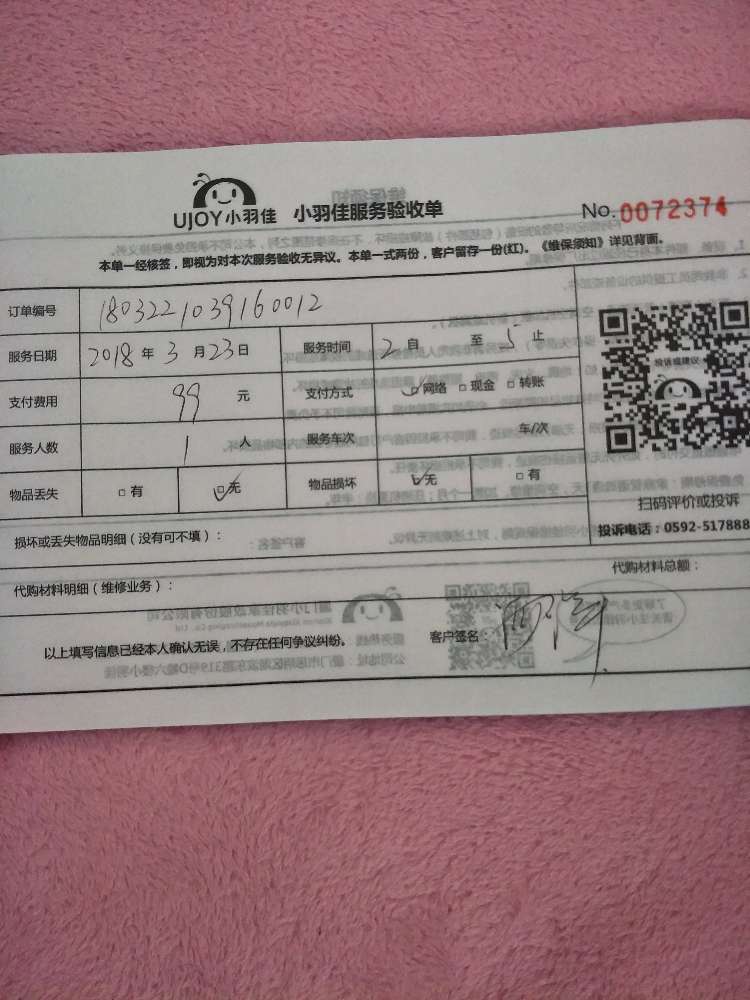 UJOY小羽佳 小羽佳服务验收单 No.0072374
本单一经核签，即视为对本次服务验收无异议。本单一式两份，客户留存一份(红)。《维保须知》详见背面。
订单编号 180322103916 0012
服务日期 2018 年 3 月 23 日 服务时间 2 自 至 5 止
支付费用 99 元 支付方式 网络 □ 现金 □ 转账
服务人数 1 人 服务车次 车/次
物品丢失 □ 有 □无 物品损坏 □无 □ 有
投诉或建议
扫码评价或投诉
投诉电话：0592-517888
损坏或丢失物品明细（没有可不填）：
代购材料明细（维修业务）： 代购材料总额：
以上填写信息已经本人确认无误，不存在任何争议纠纷。 客户签名：